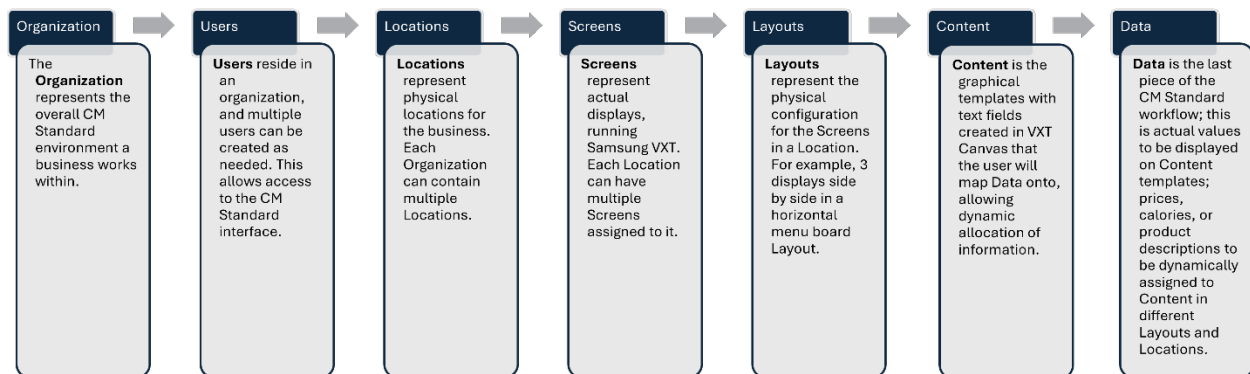 Organization
The
Organization
represents the
overall CM
Standard
environment a
business works
within.
Users
Users reside in
an
organization,
and multiple
users can be
created as
needed. This
allows access
to the CM
Standard
interface.
Locations
Locations
represent
physical
locations for
the business.
Each
Organization
can contain
multiple
Locations.
Screens
Screens
represent
actual
displays,
running
Samsung VXT.
Each Location
can have
multiple
Screens
assigned to it.
Layouts
Layouts
represent the
physical
configuration
for the Screens
in a Location.
For example, 3
displays side
by side in a
horizontal
menu board
Layout.
Content
Content is the
graphical
templates with
text fields
created in VXT
Canvas that
the user will
map Data onto,
allowing
dynamic
allocation of
information.
Data
Data is the last
piece of the
CM Standard
workflow; this
is actual values
to be displayed
on Content
templates;
prices,
calories, or
product
descriptions to
be dynamically
assigned to
Content in
different
Layouts and
Locations.